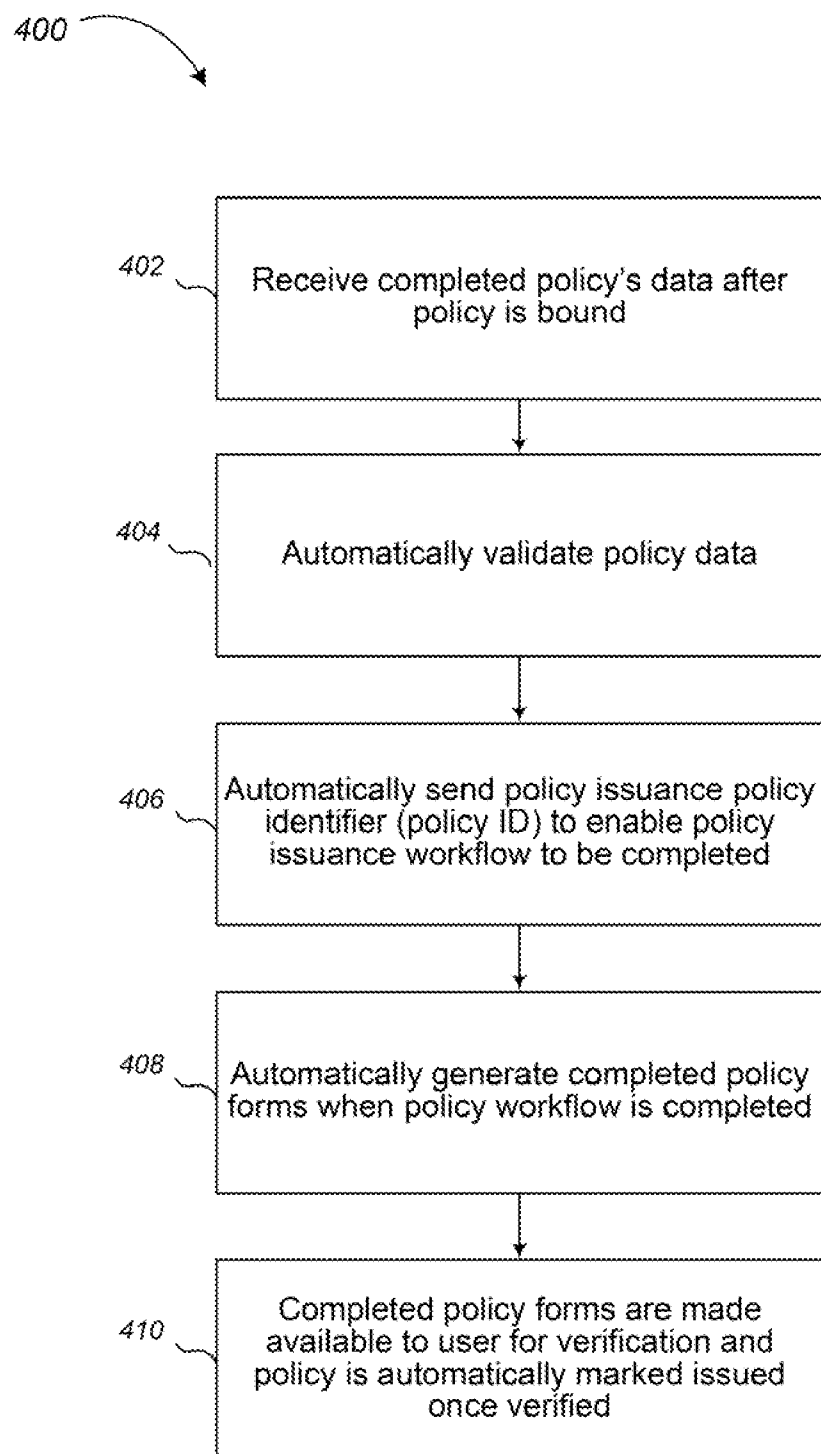 400
402
Receive completed policy's data after
policy is bound
404
Automatically validate policy data
406
Automatically send policy issuance policy
identifier (policy ID) to enable policy
issuance workflow to be completed
408
Automatically generate completed policy
forms when policy workflow is completed
410
Completed policy forms are made
available to user for verification and
policy is automatically marked issued
once verified